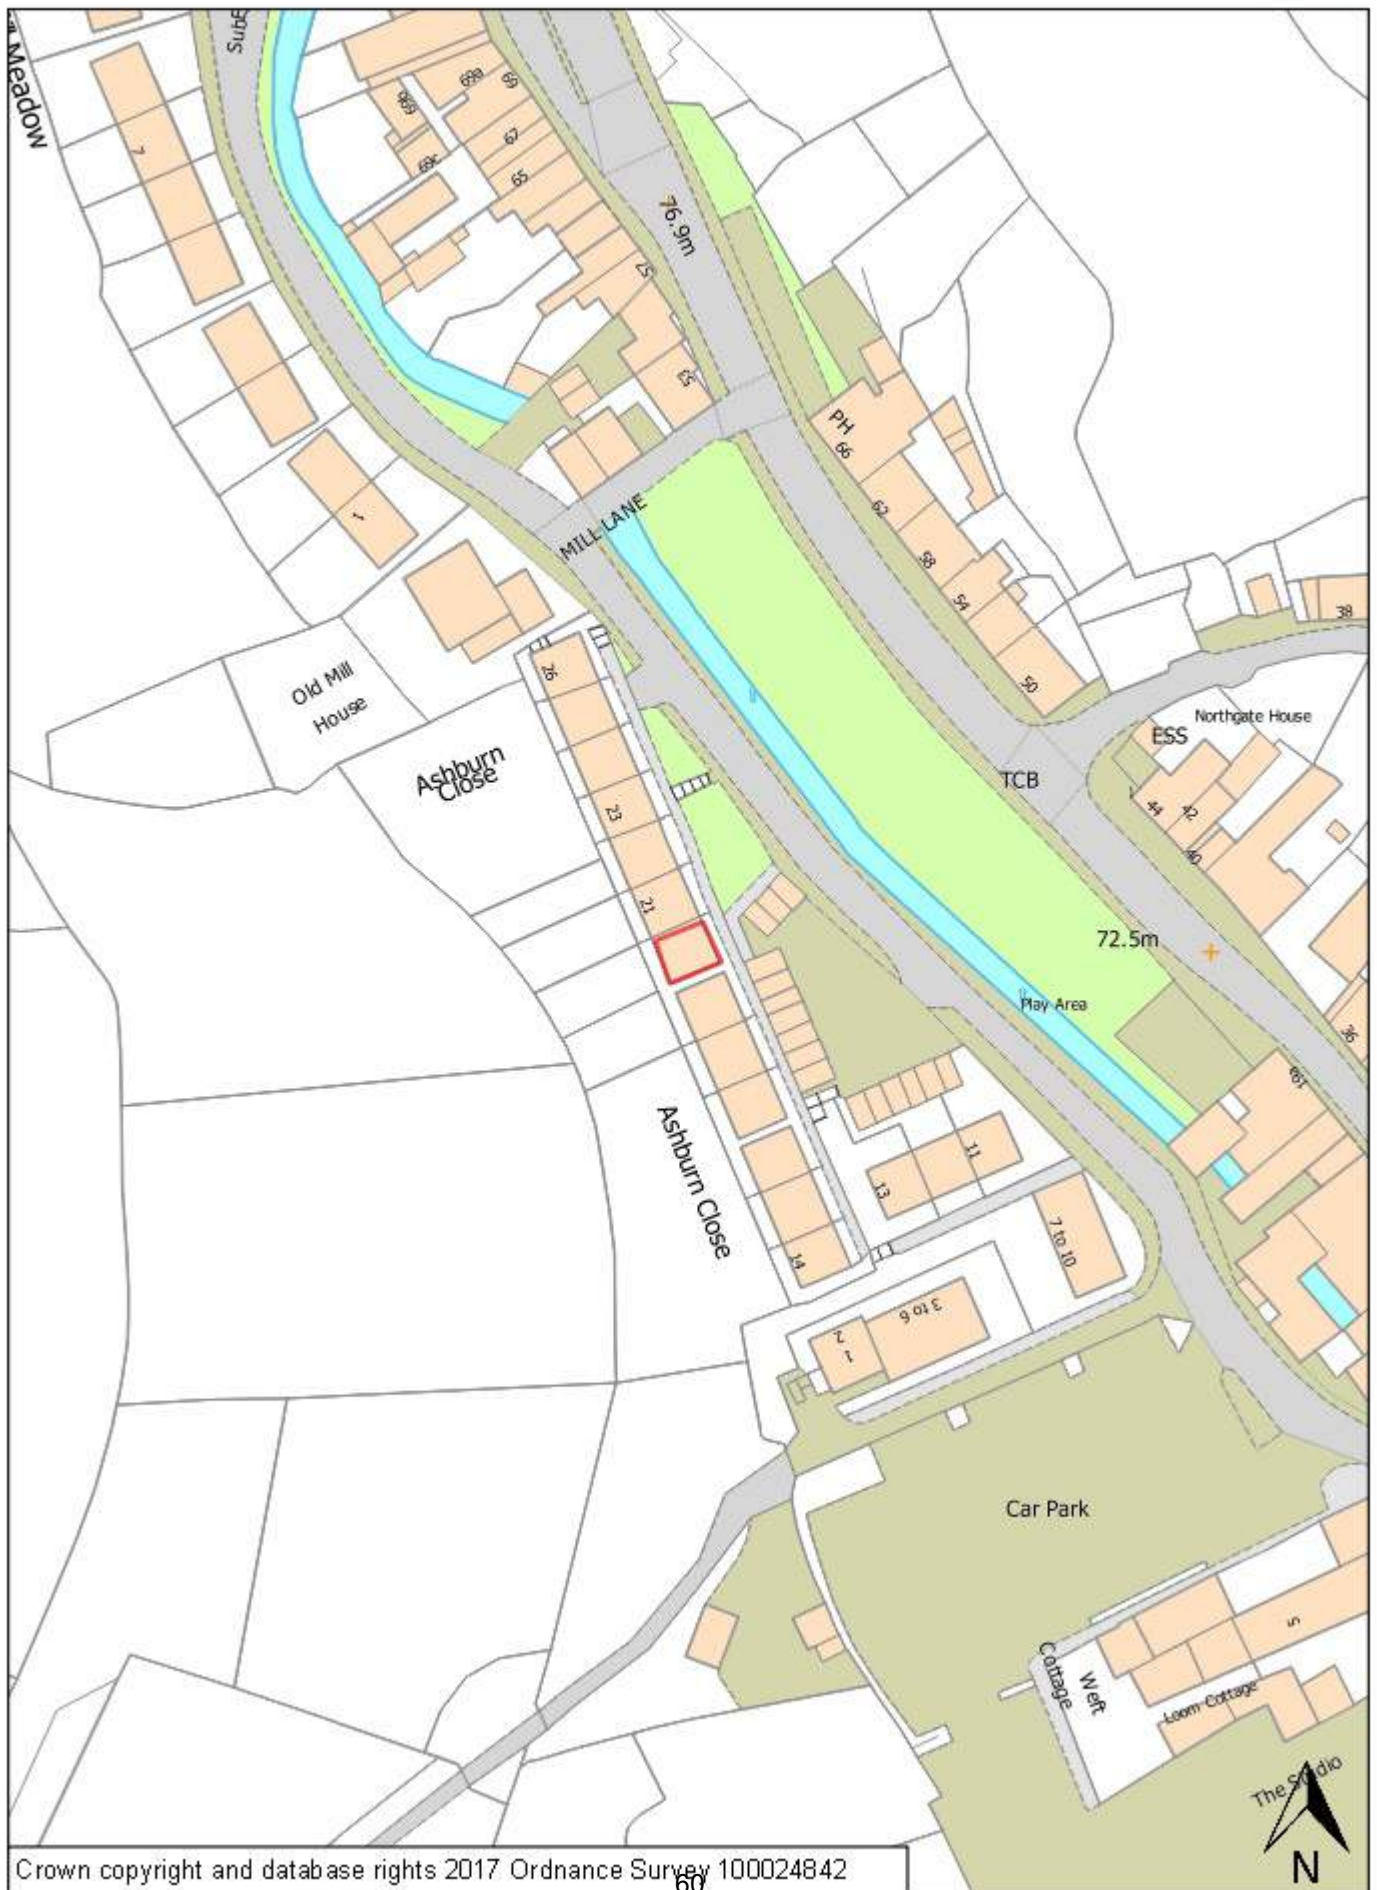 SubE
Meadow
7
69a
69
69b
67
69c
65
76.9m
57
53
PH
66
62
1
MILL LANE
58
54
38
26
50
Old Mill
House
Northgate House
ESS
Ashburn
Close
TCB
44
42
23
40
21
72.5m
Play Area
36
19a
Ashburn Close
11
13
7 to 10
14
3 to 6
2
1
Car Park
5
Weft
Cottage
Loom Cottage
The Studio
N
Crown copyright and database rights 2017 Ordnance Survey 100024842
60